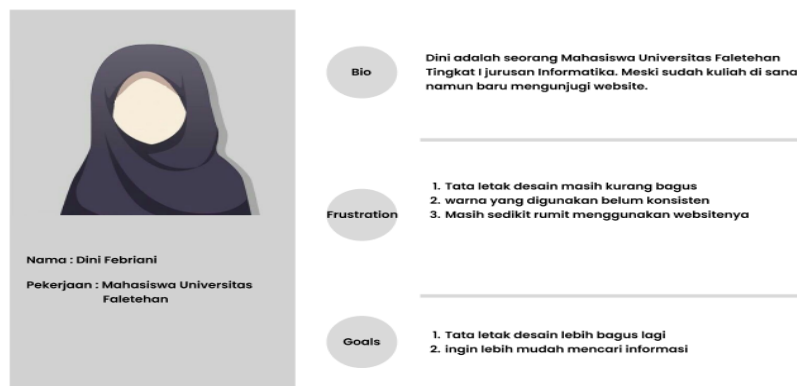 Nama : Dini Febriani
Pekerjaan : Mahasiswa Universitas
Faletehan
Bio
Dini adalah seorang Mahasiswa Universitas Faletehan
Tingkat I jurusan Informatika. Meski sudah kuliah di sana
namun baru mengunjugi website.
Frustration
1. Tata letak desain masih kurang bagus
2. warna yang digunakan belum konsisten
3. Masih sedikit rumit menggunakan websitenya
Goals
1. Tata letak desain lebih bagus lagi
2. ingin lebih mudah mencari informasi